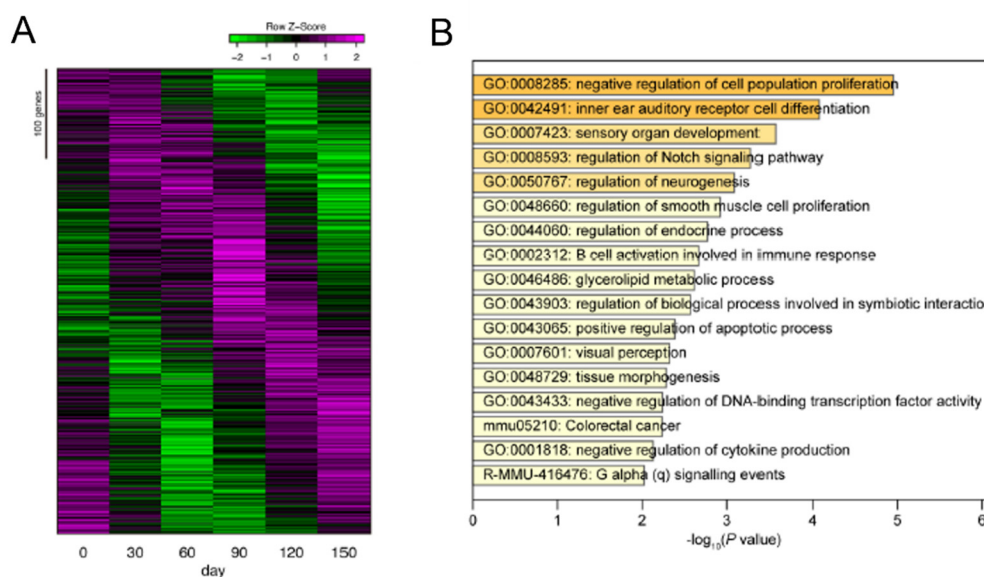 A
Row Z-Score
−2 −1 0 1 2
100 genes
0 30 60 90 120 150
day
B
GO:0008285: negative regulation of cell population proliferation
GO:0042491: inner ear auditory receptor cell differentiation
GO:0007423: sensory organ development
GO:0008593: regulation of Notch signaling pathway
GO:0050767: regulation of neurogenesis
GO:0048660: regulation of smooth muscle cell proliferation
GO:0044060: regulation of endocrine process
GO:0002312: B cell activation involved in immune response
GO:0046486: glycerolipid metabolic process
GO:0043903: regulation of biological process involved in symbiotic interactio
GO:0043065: positive regulation of apoptotic process
GO:0007601: visual perception
GO:0048729: tissue morphogenesis
GO:0043433: negative regulation of DNA-binding transcription factor activity
mmu05210: Colorectal cancer
GO:0001818: negative regulation of cytokine production
R-MMU-416476: G alpha (q) signalling events
0 1 2 3 4 5 6
-log10(P value)